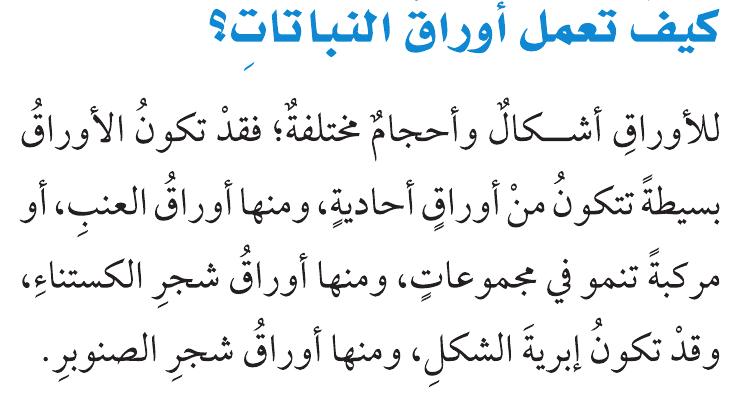 كيفَ تعمل أوراقُ النباتاتِ؟
للأوراقِ أشكالٌ وأحجامٌ مختلفةٌ؛ فقدْ تكونُ الأوراقُ
بسيطةً تتكونُ منْ أوراقٍ أحاديةٍ، ومنها أوراقُ العنبِ، أو
مركبةً تنمو في مجموعاتٍ، ومنها أوراقُ شجرِ الكستناءِ،
وقدْ تكونُ إبريةَ الشكلِ، ومنها أوراقُ شجرِ الصنوبرِ.